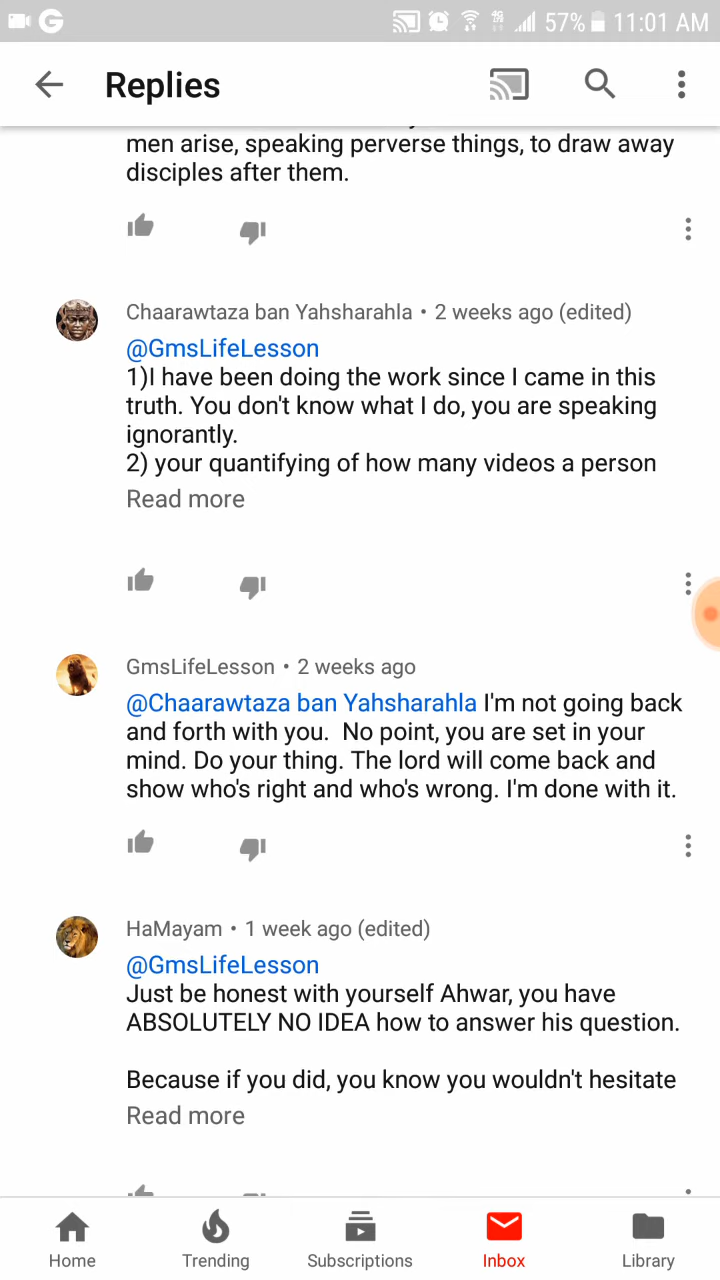 G 4G 57% 11:01 AM
Replies
men arise, speaking perverse things, to draw away
disciples after them.
Chaarawtaza ban Yahsharahla • 2 weeks ago (edited)
@GmsLifeLesson
1)I have been doing the work since I came in this
truth. You don't know what I do, you are speaking
ignorantly.
2) your quantifying of how many videos a person
Read more
GmsLifeLesson • 2 weeks ago
@Chaarawtaza ban Yahsharahla I'm not going back
and forth with you.  No point, you are set in your
mind. Do your thing. The lord will come back and
show who's right and who's wrong. I'm done with it.
HaMayam • 1 week ago (edited)
@GmsLifeLesson
Just be honest with yourself Ahwar, you have
ABSOLUTELY NO IDEA how to answer his question.
Because if you did, you know you wouldn't hesitate
Read more
Home Trending Subscriptions Inbox Library